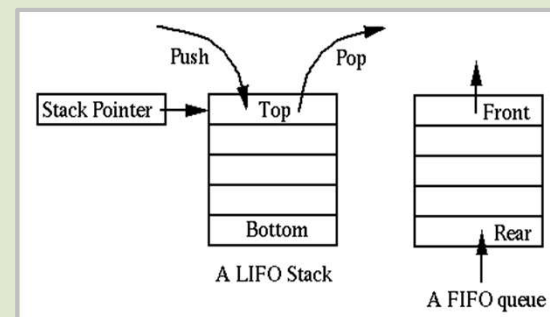 Push
Pop
Stack Pointer
Top
Bottom
A LIFO Stack
Front
Rear
A FIFO queue